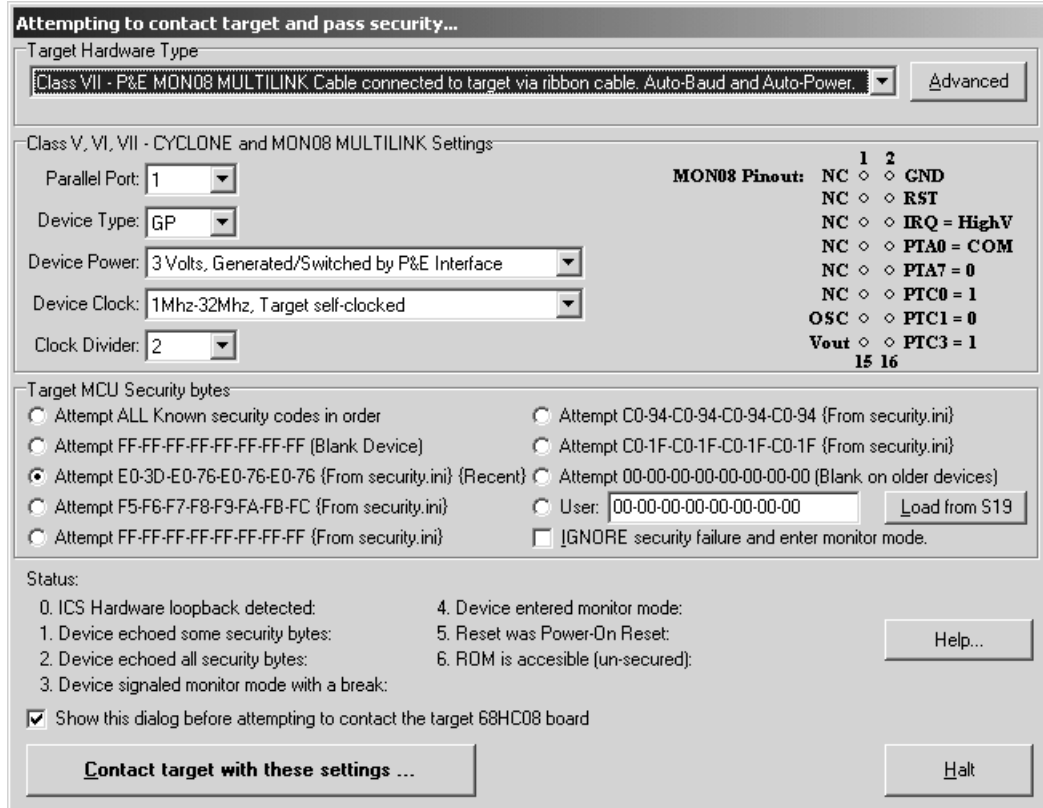 Attempting to contact target and pass security...
Target Hardware Type
Class VII - P&E MON08 MULTILINK Cable connected to target via ribbon cable. Auto-Baud and Auto-Power.
Advanced
Class V, VI, VII - CYCLONE and MON08 MULTILINK Settings
Parallel Port: 1
Device Type: GP
Device Power: 3 Volts, Generated/Switched by P&E Interface
Device Clock: 1Mhz-32Mhz, Target self-clocked
Clock Divider: 2
1 2
MON08 Pinout: NC GND
NC RST
NC IRQ = HighV
NC PTA0 = COM
NC PTA7 = 0
NC PTC0 = 1
OSC PTC1 = 0
Vout PTC3 = 1
15 16
Target MCU Security bytes
Attempt ALL Known security codes in order
Attempt FF-FF-FF-FF-FF-FF-FF-FF (Blank Device)
Attempt E0-3D-E0-76-E0-76-E0-76 {From security.ini} {Recent}
Attempt F5-F6-F7-F8-F9-FA-FB-FC {From security.ini}
Attempt FF-FF-FF-FF-FF-FF-FF-FF {From security.ini}
Attempt C0-94-C0-94-C0-94-C0-94 {From security.ini}
Attempt C0-1F-C0-1F-C0-1F-C0-1F {From security.ini}
Attempt 00-00-00-00-00-00-00-00 (Blank on older devices)
User: 00-00-00-00-00-00-00-00
Load from S19
IGNORE security failure and enter monitor mode.
Status:
0. ICS Hardware loopback detected:
1. Device echoed some security bytes:
2. Device echoed all security bytes:
3. Device signaled monitor mode with a break:
4. Device entered monitor mode:
5. Reset was Power-On Reset:
6. ROM is accesible (un-secured):
Help...
Show this dialog before attempting to contact the target 68HC08 board
Contact target with these settings ...
Halt